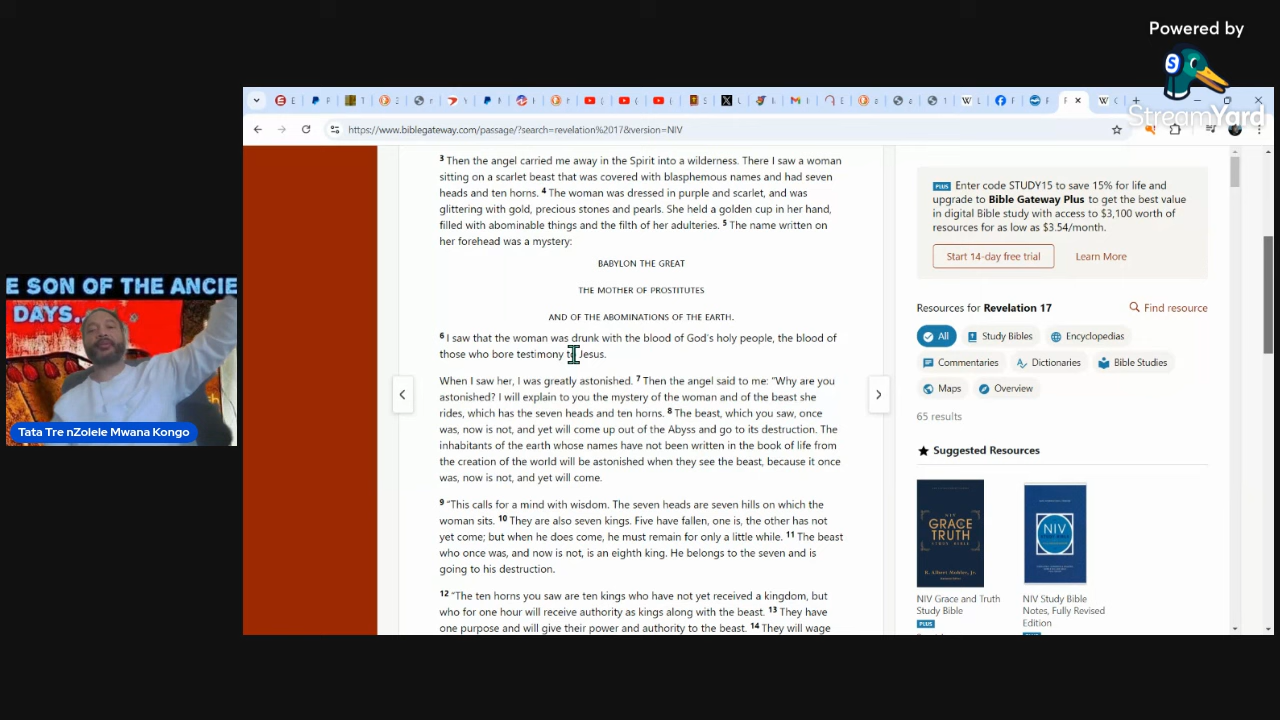 Powered by
StreamYard
https://www.biblegateway.com/passage/?search=revelation%2017&version=NIV
3 Then the angel carried me away in the Spirit into a wilderness. There I saw a woman
sitting on a scarlet beast that was covered with blasphemous names and had seven
heads and ten horns. 4 The woman was dressed in purple and scarlet, and was
glittering with gold, precious stones and pearls. She held a golden cup in her hand,
filled with abominable things and the filth of her adulteries. 5 The name written on
her forehead was a mystery:
BABYLON THE GREAT
THE MOTHER OF PROSTITUTES
AND OF THE ABOMINATIONS OF THE EARTH.
6 I saw that the woman was drunk with the blood of God's holy people, the blood of
those who bore testimony to Jesus.
When I saw her, I was greatly astonished. 7 Then the angel said to me: "Why are you
astonished? I will explain to you the mystery of the woman and of the beast she
rides, which has the seven heads and ten horns. 8 The beast, which you saw, once
was, now is not, and yet will come up out of the Abyss and go to its destruction. The
inhabitants of the earth whose names have not been written in the book of life from
the creation of the world will be astonished when they see the beast, because it once
was, now is not, and yet will come.
9 "This calls for a mind with wisdom. The seven heads are seven hills on which the
woman sits. 10 They are also seven kings. Five have fallen, one is, the other has not
yet come; but when he does come, he must remain for only a little while. 11 The beast
who once was, and now is not, is an eighth king. He belongs to the seven and is
going to his destruction.
12 "The ten horns you saw are ten kings who have not yet received a kingdom, but
who for one hour will receive authority as kings along with the beast. 13 They have
one purpose and will give their power and authority to the beast. 14 They will wage
PLUS Enter code STUDY15 to save 15% for life and
upgrade to Bible Gateway Plus to get the best value
in digital Bible study with access to $3,100 worth of
resources for as low as $3.54/month.
Start 14-day free trial Learn More
Resources for Revelation 17 Find resource
All Study Bibles Encyclopedias
Commentaries Dictionaries Bible Studies
Maps Overview
65 results
Suggested Resources
NIV
GRACE
TRUTH
STUDY BIBLE
NIV
STUDY BIBLE
NIV Grace and Truth
Study Bible
PLUS
NIV Study Bible
Notes, Fully Revised
Edition
E SON OF THE ANCIE
DAYS...
Tata Tre nZolele Mwana Kongo